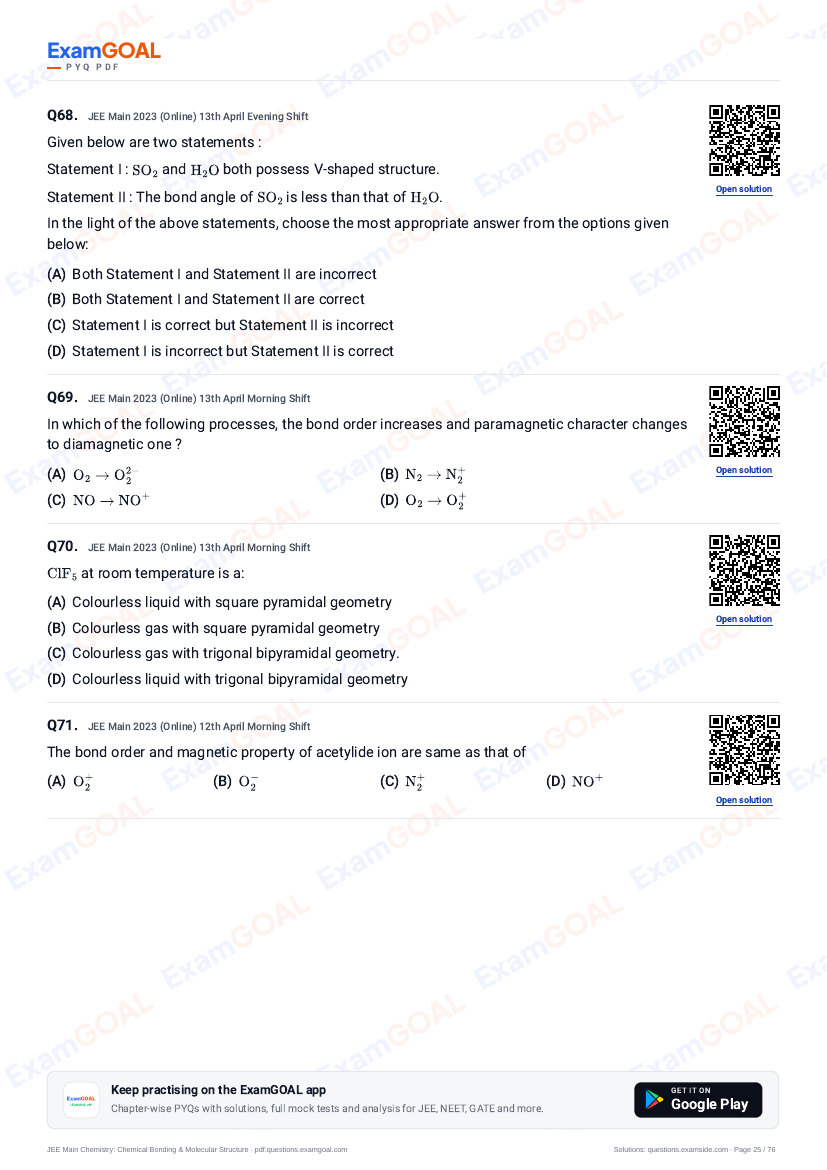 ExamGOAL
PYQ PDF
Q68. JEE Main 2023 (Online) 13th April Evening Shift
Given below are two statements :
Statement I : SO₂ and H₂O both possess V-shaped structure.
Statement II : The bond angle of SO₂ is less than that of H₂O.
In the light of the above statements, choose the most appropriate answer from the options given
below:
(A) Both Statement I and Statement II are incorrect
(B) Both Statement I and Statement II are correct
(C) Statement I is correct but Statement II is incorrect
(D) Statement I is incorrect but Statement II is correct
Open solution
Q69. JEE Main 2023 (Online) 13th April Morning Shift
In which of the following processes, the bond order increases and paramagnetic character changes
to diamagnetic one ?
(A) O₂ → O₂²⁻ (B) N₂ → N₂⁺
(C) NO → NO⁺ (D) O₂ → O₂⁺
Open solution
Q70. JEE Main 2023 (Online) 13th April Morning Shift
ClF₅ at room temperature is a:
(A) Colourless liquid with square pyramidal geometry
(B) Colourless gas with square pyramidal geometry
(C) Colourless gas with trigonal bipyramidal geometry.
(D) Colourless liquid with trigonal bipyramidal geometry
Open solution
Q71. JEE Main 2023 (Online) 12th April Morning Shift
The bond order and magnetic property of acetylide ion are same as that of
(A) O₂⁺ (B) O₂⁻ (C) N₂⁺ (D) NO⁺
Open solution
Keep practising on the ExamGOAL app
Chapter-wise PYQs with solutions, full mock tests and analysis for JEE, NEET, GATE and more.
ExamGOAL
GET IT ON
Google Play
JEE Main Chemistry: Chemical Bonding & Molecular Structure · pdf.questions.examgoal.com
Solutions: questions.examside.com · Page 25 / 76